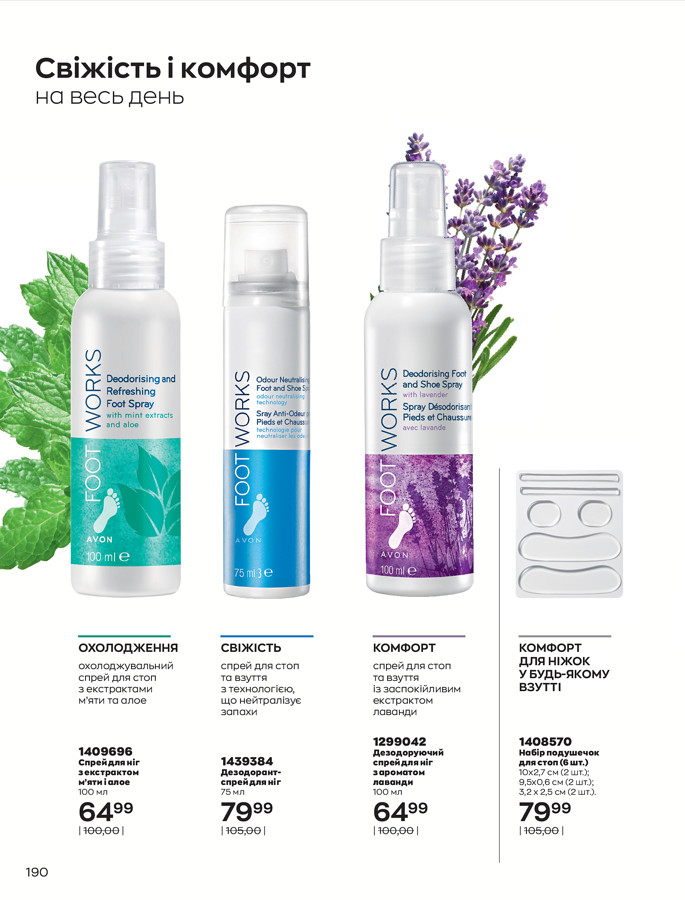 Свіжість і комфорт
на весь день
FOOT WORKS
Deodorising and
Refreshing
Foot Spray
with mint extracts
and aloe
AVON
100 ml e
FOOT WORKS
Odour Neutralising
Foot and Shoe
odour neutralising
technology
Pieds et
technologie pour
AVON
75 ml e
FOOT WORKS
Deodorising Foot
and Shoe Spray
with lavender
Spray Désodorisant
Pieds et
avec lavande
AVON
100 ml e
ОХОЛОДЖЕННЯ
охолоджувальний
спрей для стоп
з екстрактами
м'яти та алое
1409696
Спрей для ніг
з екстрактом
м'яти і алое
100 мл
64 99
| 100,00 |
СВІЖІСТЬ
спрей для стоп
та взуття
з технологією,
що нейтралізує
запахи
1439384
Дезодорант-
спрей для ніг
75 мл
79 99
| 105,00 |
КОМФОРТ
спрей для стоп
та взуття
із заспокійливим
екстрактом
лаванди
1299042
Дезодоруючий
спрей для ніг
з ароматом
лаванди
100 мл
64 99
| 100,00 |
КОМФОРТ
ДЛЯ НІЖОК
У БУДЬ-ЯКОМУ
ВЗУТТІ
1408570
Набір подушечок
для стоп (6 шт.)
10х2,7 см (2 шт.);
9,5х0,6 см (2 шт.);
3,2 х 2,5 см (2 шт.).
79 99
| 105,00 |
190